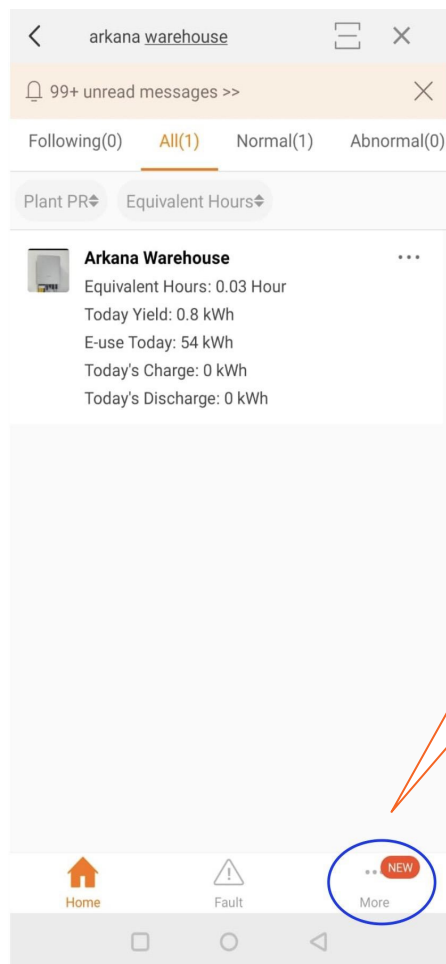 arkana warehouse
99+ unread messages >>
Following(0) All(1) Normal(1) Abnormal(0)
Plant PR Equivalent Hours
Arkana Warehouse
Equivalent Hours: 0.03 Hour
Today Yield: 0.8 kWh
E-use Today: 54 kWh
Today's Charge: 0 kWh
Today's Discharge: 0 kWh
NEW
Home Fault More